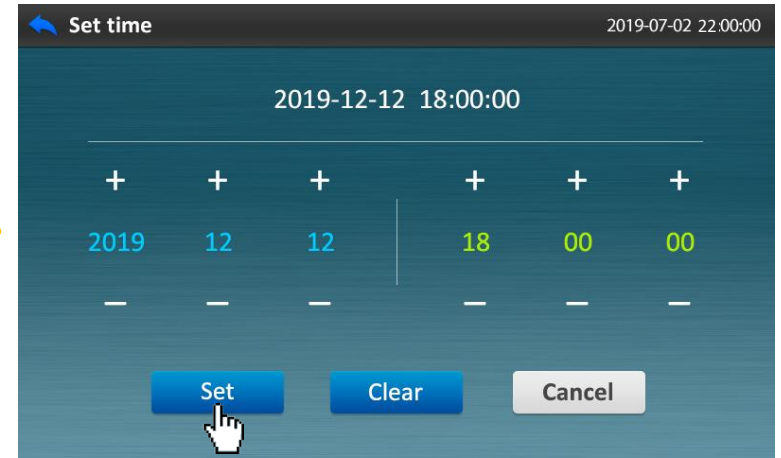 Set time 2019-07-02 22:00:00
2019-12-12 18:00:00
+ + + + + +
2019 12 12 18 00 00
− − − − − −
Set Clear Cancel